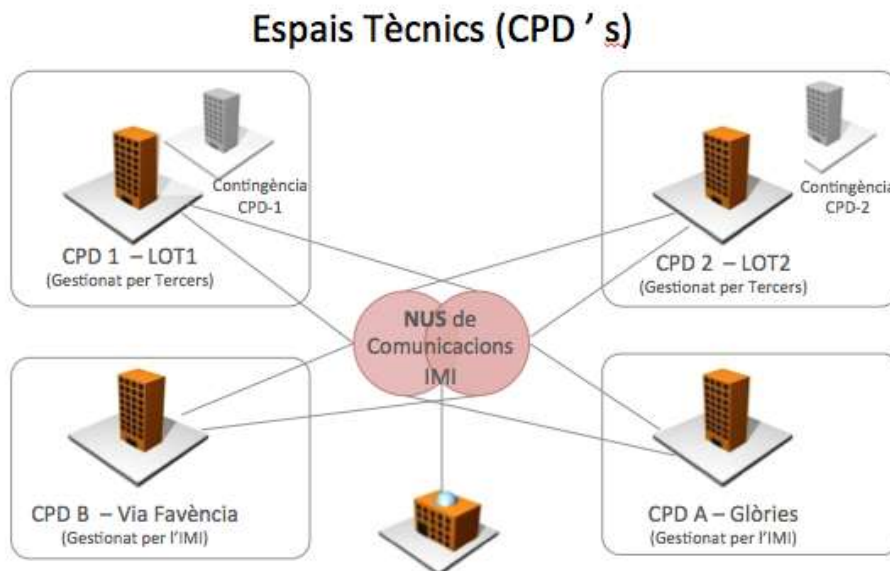 Espais Tècnics (CPD ’ s)
Contingència
CPD-1
CPD 1 – LOT1
(Gestionat per Tercers)
Contingència
CPD-2
CPD 2 – LOT2
(Gestionat per Tercers)
NUS de
Comunicacions
IMI
CPD B – Via Favència
(Gestionat per l’IMI)
CPD A – Glòries
(Gestionat per l’IMI)